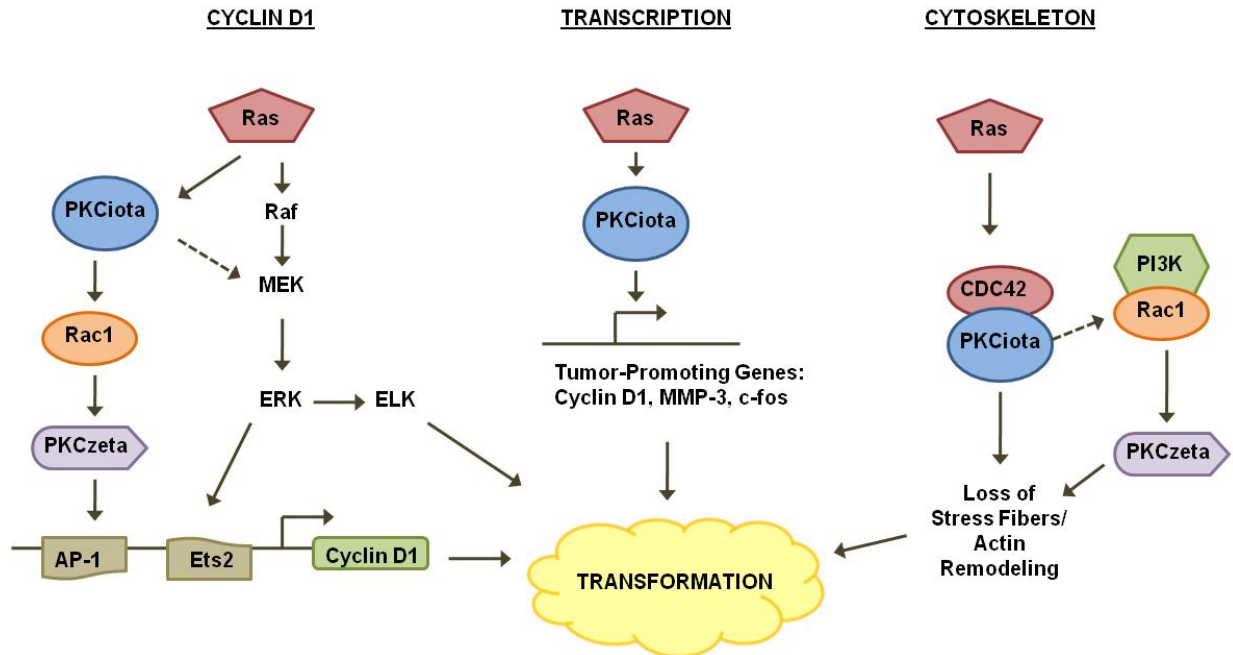 CYCLIN D1
TRANSCRIPTION
CYTOSKELETON
Ras
PKCiota
Raf
MEK
Rac1
ERK
ELK
PKCzeta
AP-1
Ets2
Cyclin D1
Ras
PKCiota
Tumor-Promoting Genes:
Cyclin D1, MMP-3, c-fos
TRANSFORMATION
Ras
CDC42
PKCiota
PI3K
Rac1
PKCzeta
Loss of
Stress Fibers/
Actin
Remodeling